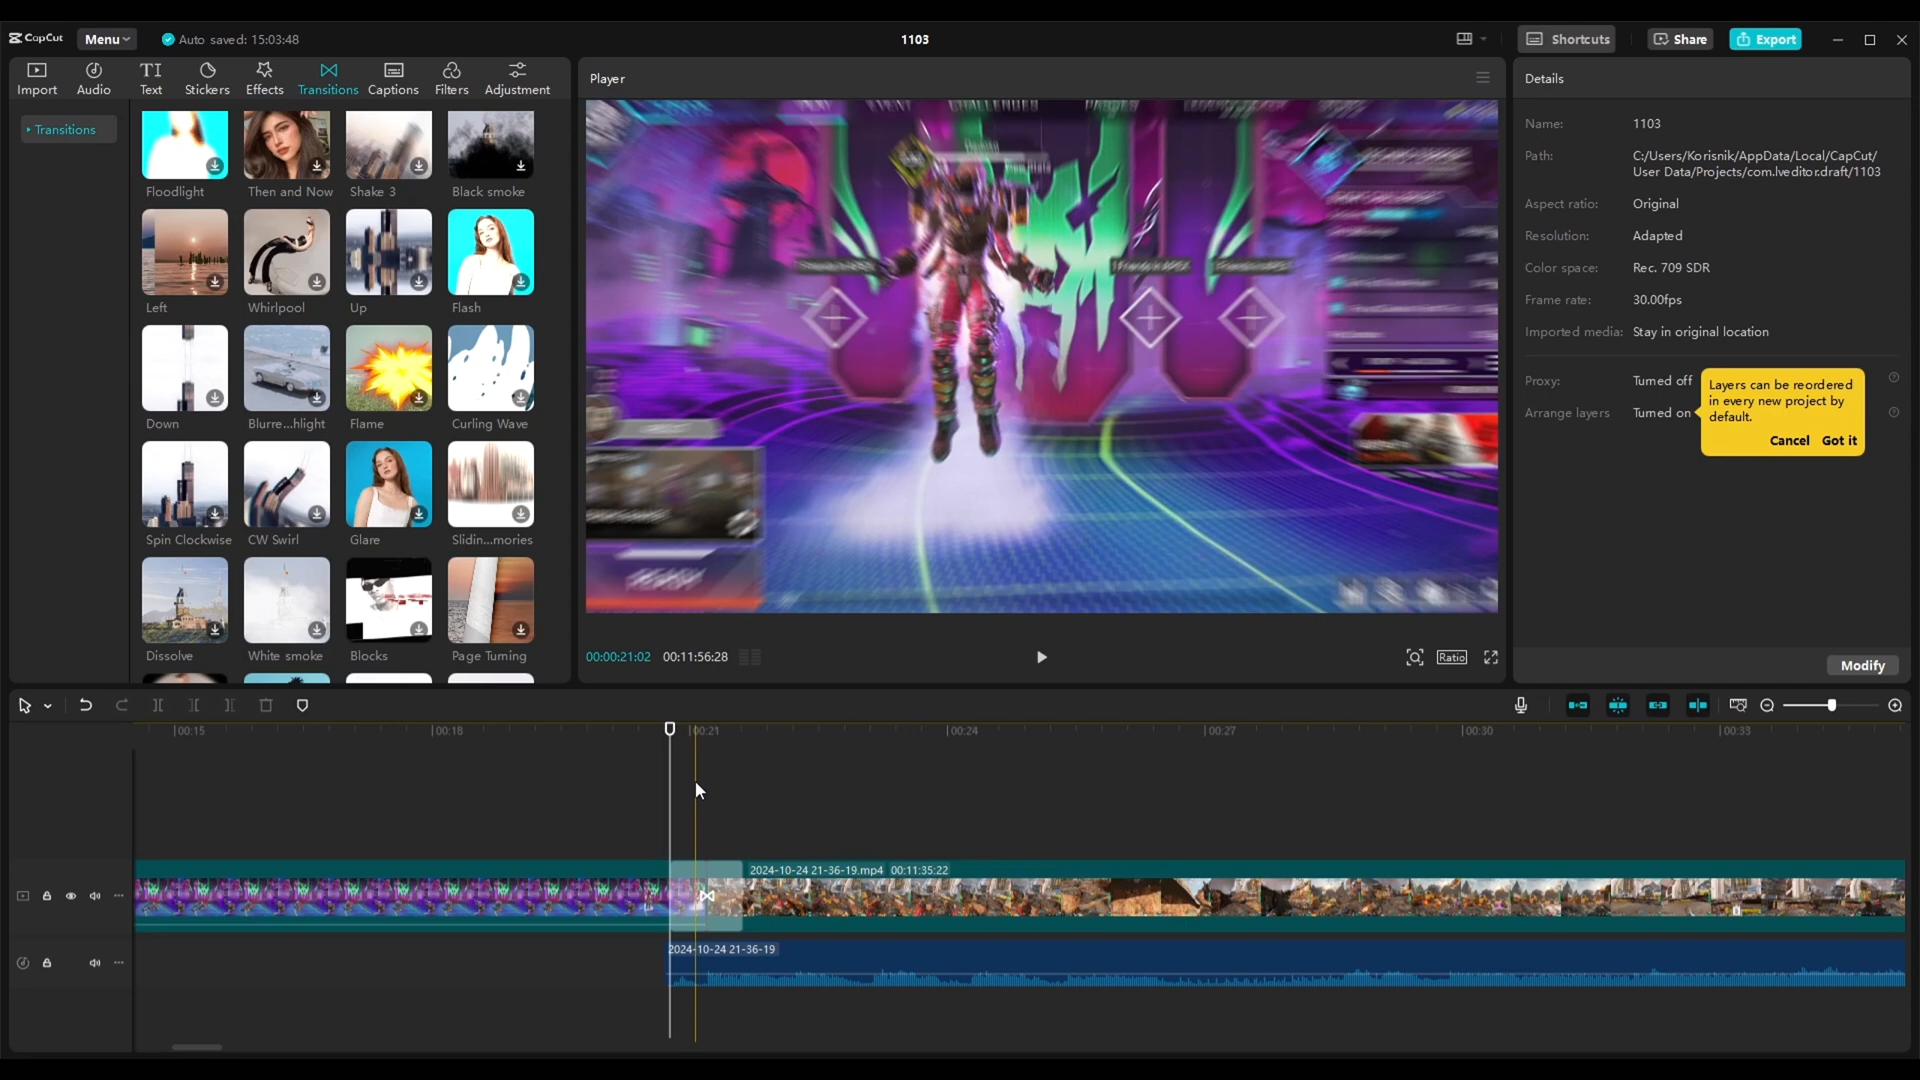 CapCut
Menu
Auto saved: 15:03:48
1103
Shortcuts
Share
Export
Import
Audio
Text
Stickers
Effects
Transitions
Captions
Filters
Adjustment
Transitions
Floodlight
Then and Now
Shake 3
Black smoke
Left
Whirlpool
Up
Flash
Down
Blurre...hlight
Flame
Curling Wave
Spin Clockwise
CW Swirl
Glare
Slidin...mories
Dissolve
White smoke
Blocks
Page Turning
Player
00:00:21:02
00:11:56:28
Ratio
Details
Name:
1103
Path:
C:/Users/Korisnik/AppData/Local/CapCut/
User Data/Projects/com.lveditor.draft/1103
Aspect ratio:
Original
Resolution:
Adapted
Color space:
Rec. 709 SDR
Frame rate:
30.00fps
Imported media:
Stay in original location
Proxy:
Turned off
Arrange layers
Turned on
Layers can be reordered
in every new project by
default.
Cancel
Got it
Modify
00:15
00:18
00:21
00:24
00:27
00:30
00:33
2024-10-24 21-36-19.mp4
00:11:35:22
2024-10-24 21-36-19